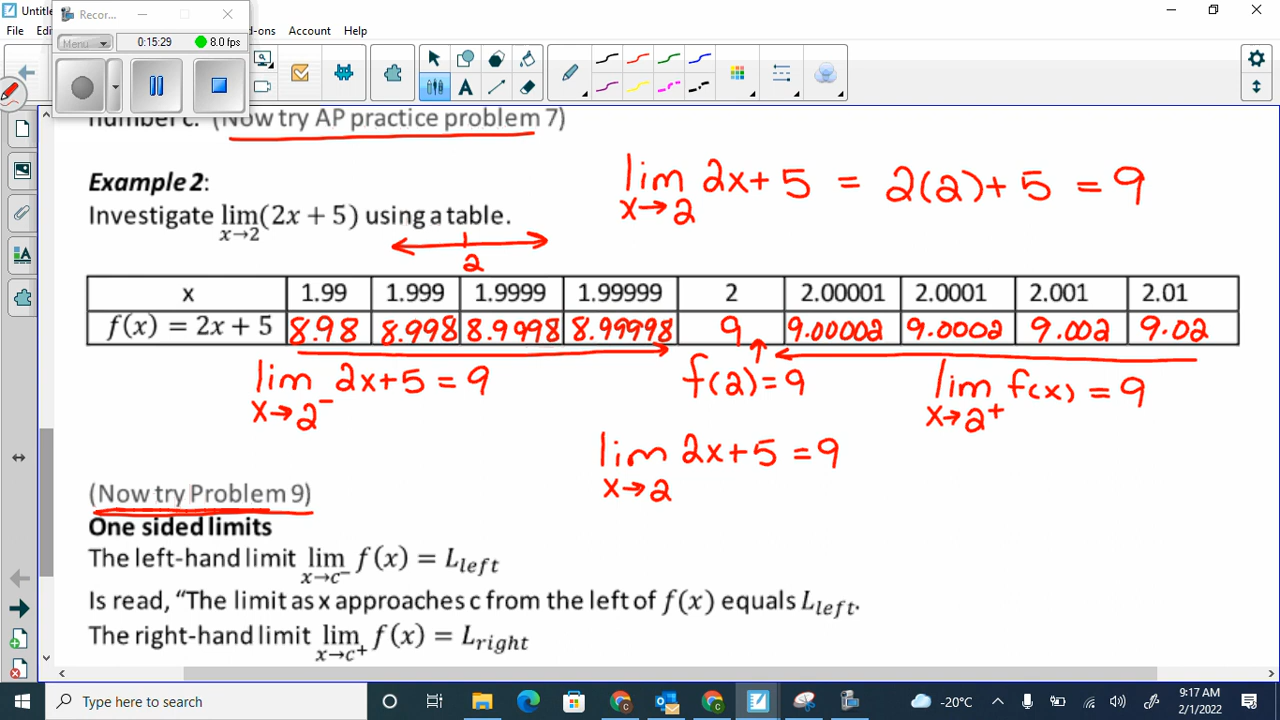 Untitl
Recor...
File Ed
d-ons Account Help
Menu 0:15:29 8.0 fps
number c. (Now try AP practice problem 7)
Example 2:
lim x→2 2x + 5 = 2(2) + 5 = 9
Investigate lim x→2 (2x + 5) using a table.
2
x 1.99 1.999 1.9999 1.99999 2 2.00001 2.0001 2.001 2.01
f(x) = 2x + 5 8.98 8.998 8.9998 8.99998 9 9.00002 9.0002 9.002 9.02
lim x→2⁻ 2x+5 = 9 f(2)=9 lim x→2⁺ f(x) = 9
lim x→2 2x+5 = 9
(Now try Problem 9)
One sided limits
The left-hand limit lim x→c⁻ f(x) = L left
Is read, “The limit as x approaches c from the left of f(x) equals L left.
The right-hand limit lim x→c⁺ f(x) = L right
Type here to search
-20°C
9:17 AM
2/1/2022